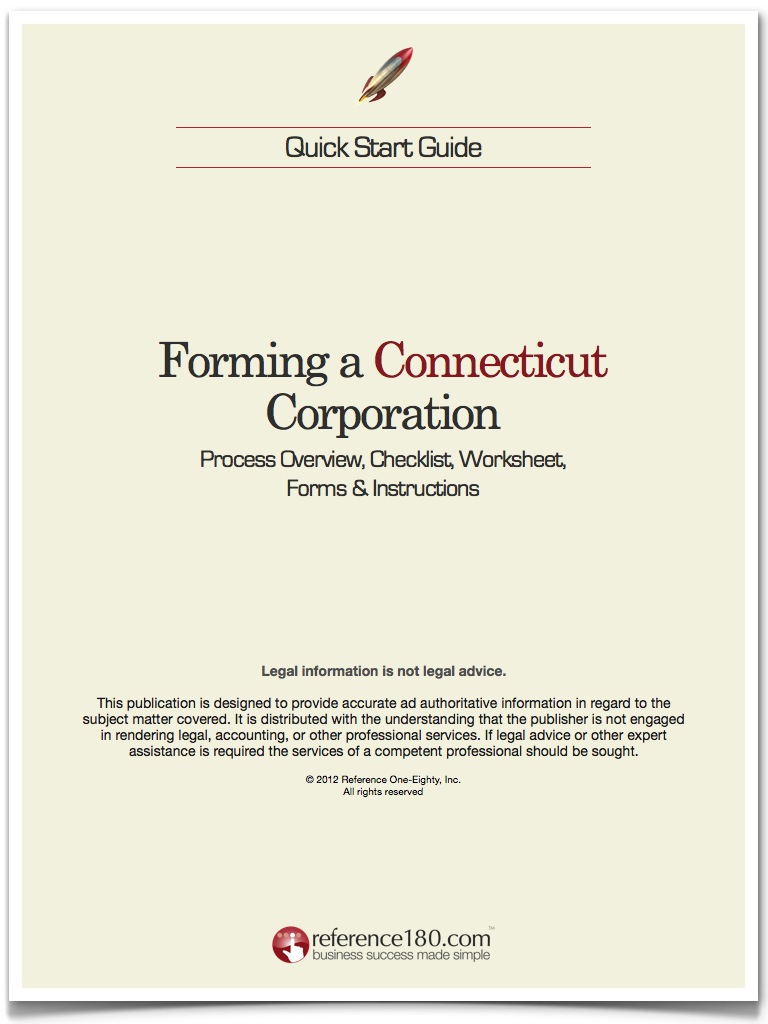 Quick Start Guide
Forming a Connecticut
Corporation
Process Overview, Checklist, Worksheet,
Forms & Instructions
Legal information is not legal advice.
This publication is designed to provide accurate ad authoritative information in regard to the
subject matter covered. It is distributed with the understanding that the publisher is not engaged
in rendering legal, accounting, or other professional services. If legal advice or other expert
assistance is required the services of a competent professional should be sought.
© 2012 Reference One-Eighty, Inc.
All rights reserved
reference180.com™
business success made simple